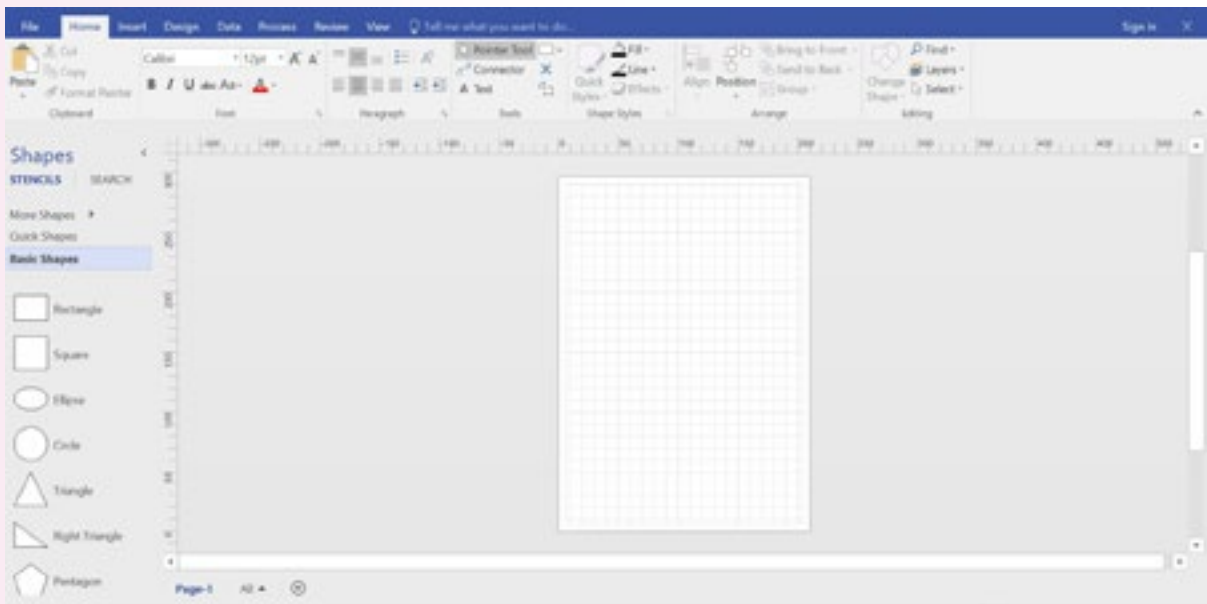 File Home Insert Design Data Process Review View Tell me what you want to do...
Sign in
Paste
Cut
Copy
Format Painter
Clipboard
Calibri 12pt
B I U abc Aa A
Font
Paragraph
Pointer Tool
Connector
A Text
Tools
Quick Styles
Fill
Line
Effects
Shape Styles
Align
Position
Bring to Front
Send to Back
Group
Arrange
Change Shape
Find
Layers
Select
Editing
Shapes
STENCILS SEARCH
More Shapes
Quick Shapes
Basic Shapes
Rectangle
Square
Ellipse
Circle
Triangle
Right Triangle
Pentagon
Page-1 All